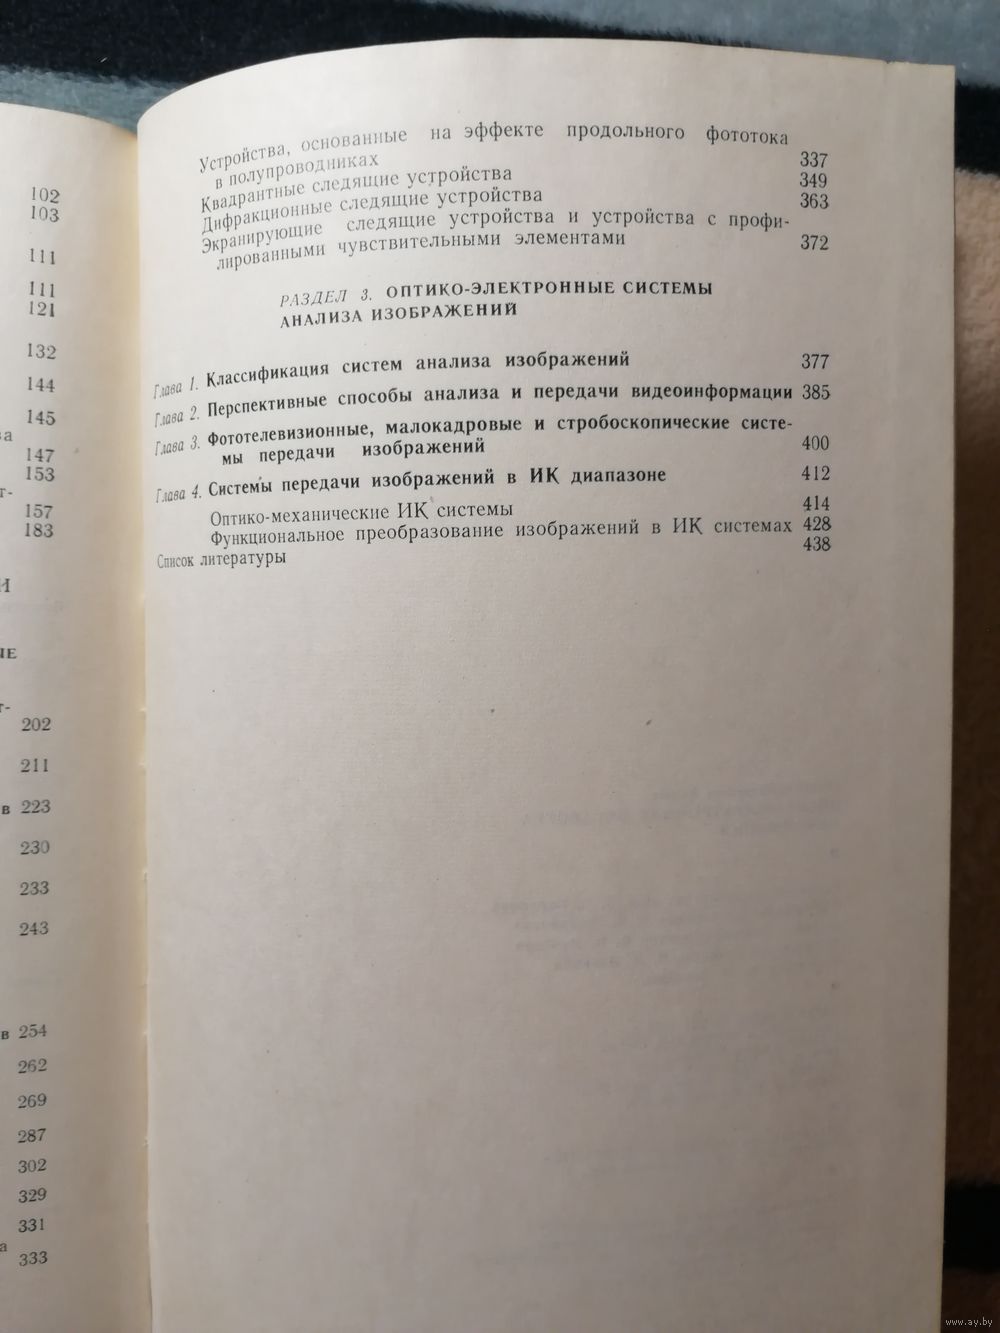 102
103
111
111
121
132
144
145
ва
147
153
т-
157
183
И
ЫЕ
т-
202
211
в 223
230
233
243
в 254
262
269
287
302
329
331
а
333
Устройства, основанные на эффекте продольного фототока
в полупроводниках 337
Квадрантные следящие устройства 349
Дифракционные следящие устройства 363
Экранирующие следящие устройства и устройства с профи-
лированными чувствительными элементами 372
РАЗДЕЛ 3. ОПТИКО-ЭЛЕКТРОННЫЕ СИСТЕМЫ
АНАЛИЗА ИЗОБРАЖЕНИЙ
Глава 1. Классификация систем анализа изображений 377
Глава 2. Перспективные способы анализа и передачи видеоинформации 385
Глава 3. Фототелевизионные, малокадровые и стробоскопические систе-
мы передачи изображений 400
Глава 4. Системы передачи изображений в ИК диапазоне 412
Оптико-механические ИК системы 414
Функциональное преобразование изображений в ИК системах 428
Список литературы 438
www.ay.by